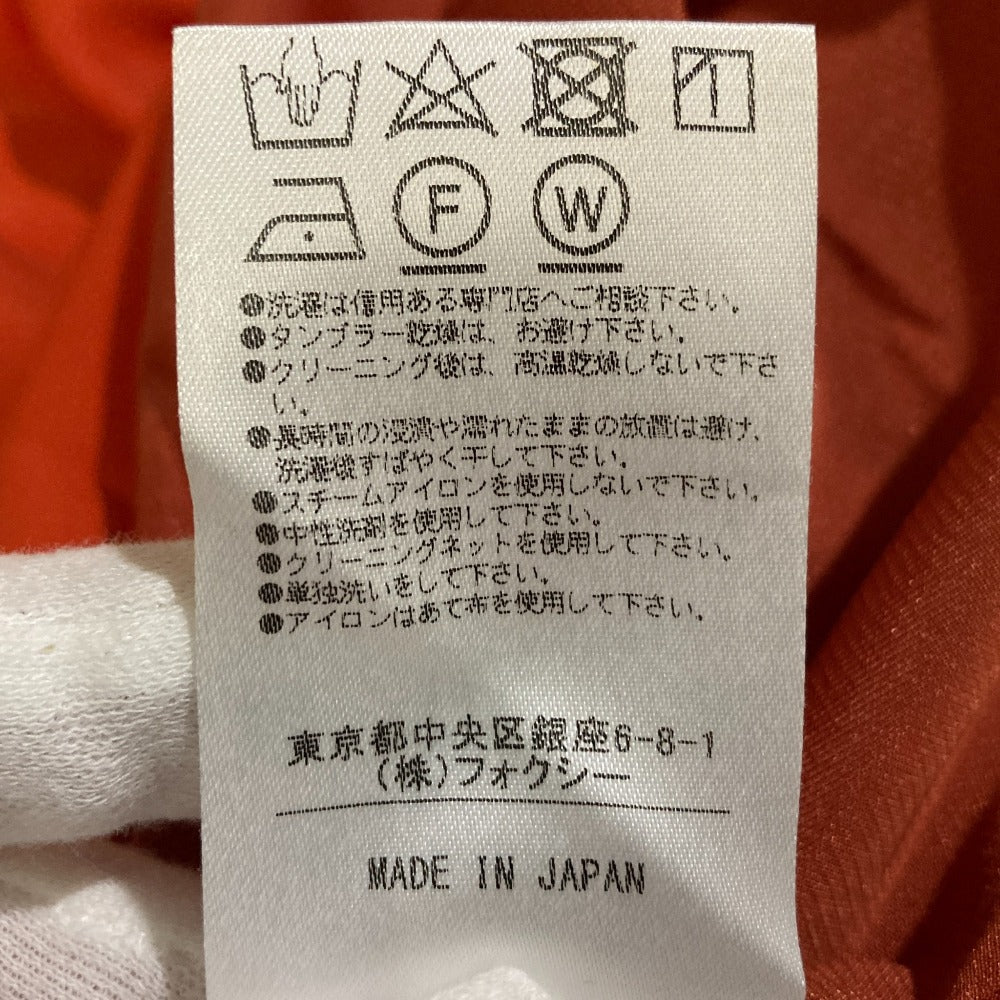 F W
●洗濯は信用ある専門店へご相談下さい。
●タンブラー乾燥は、お避け下さい。
●クリーニング後は、高温乾燥しないで下さ
い。
●長時間の浸漬や濡れたままの放置は避け、
洗濯後すばやく干して下さい。
●スチームアイロンを使用しないで下さい。
●中性洗剤を使用して下さい。
●クリーニングネットを使用して下さい。
●単独洗いをして下さい。
●アイロンはあて布を使用して下さい。
東京都中央区銀座6-8-1
(株)フォクシー
MADE IN JAPAN